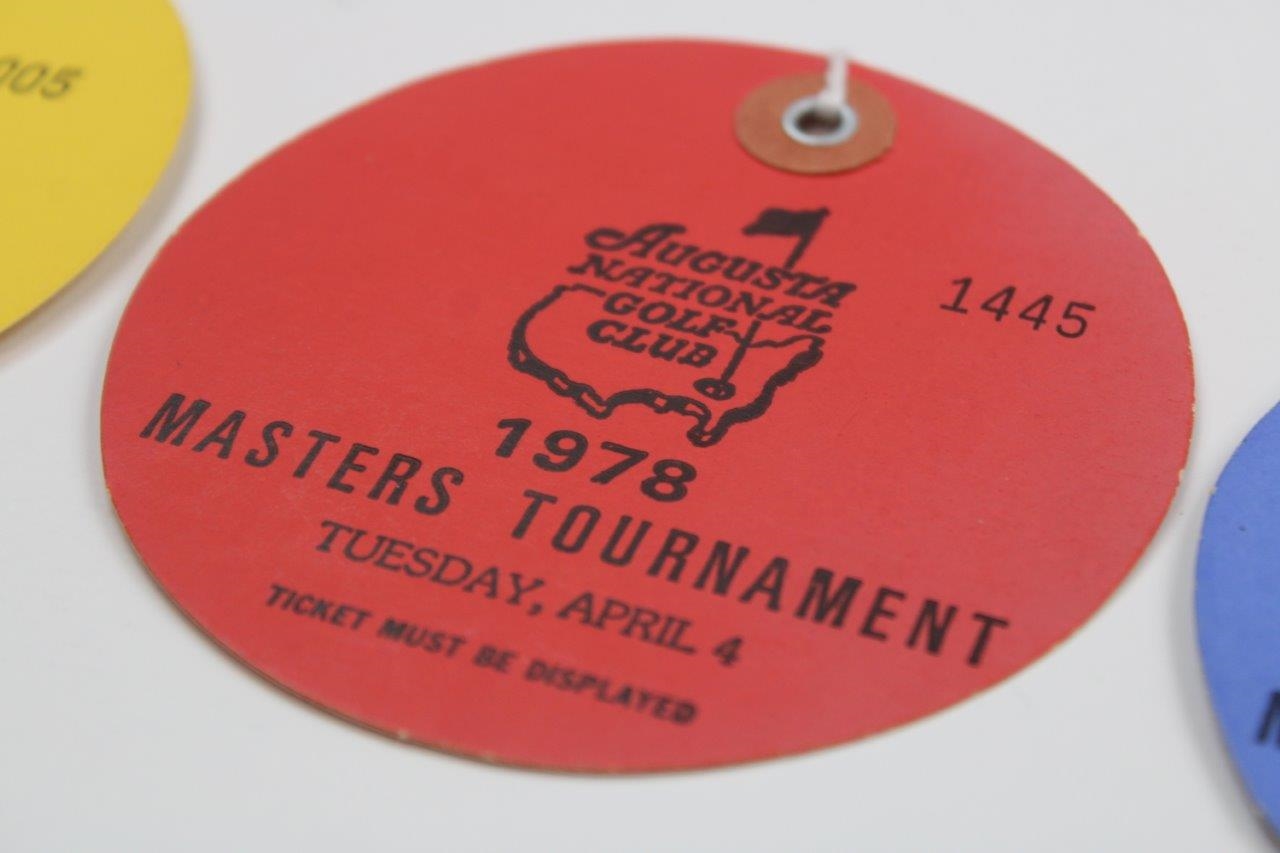 005
AUGUSTA
NATIONAL
GOLF
CLUB
1445
1978
MASTERS TOURNAMENT
TUESDAY, APRIL 4
TICKET MUST BE DISPLAYED